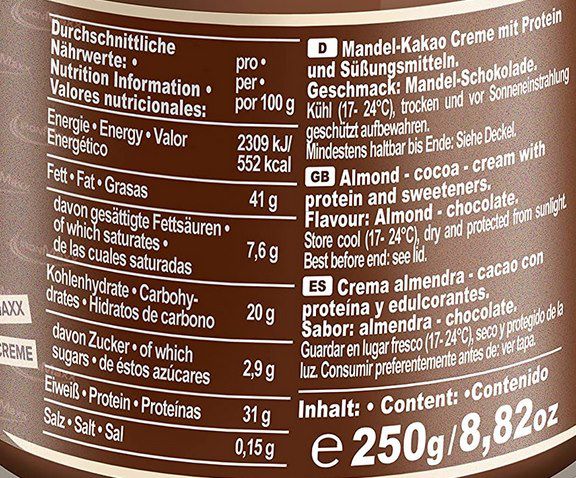 Durchschnittliche
Nährwerte: •
Nutrition Information •
Valores nutricionales:
pro •
per •
por 100 g
Energie • Energy • Valor
Energético
2309 kJ/
552 kcal
Fett • Fat • Grasas
41 g
davon gesättigte Fettsäuren •
of which saturates •
de las cuales saturadas
7,6 g
Kohlenhydrate • Carbohy-
drates • Hidratos de carbono
20 g
davon Zucker • of which
sugars • de éstos azúcares
2,9 g
Eiweiß • Protein • Proteínas
31 g
Salz • Salt • Sal
0,15 g
D Mandel-Kakao Creme mit Protein
und Süßungsmitteln.
Geschmack: Mandel-Schokolade.
Kühl (17- 24°C), trocken und vor Sonneneinstrahlung
geschützt aufbewahren.
Mindestens haltbar bis Ende: Siehe Deckel.
GB Almond - cocoa - cream with
protein and sweeteners.
Flavour: Almond - chocolate.
Store cool (17- 24°C), dry and protected from sunlight.
Best before end: see lid.
ES Crema almendra - cacao con
proteína y edulcorantes.
Sabor: almendra - chocolate.
Guardar en lugar fresco (17- 24°C), seco y protegido de la
luz. Consumir preferentemente antes de: ver tapa.
Inhalt: • Content: •Contenido
e 250g/8,82oz
AXX
CREME